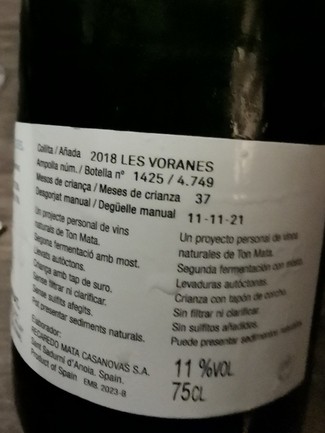 Collita / Añada 2018 LES VORANES
Ampolla núm. / Botella nº 1425 / 4.749
Mesos de criança / Meses de crianza 37
Desgorjat manual / Degüelle manual 11-11-21
Un projecte personal de vins
naturals de Ton Mata.
Segona fermentació amb most.
Llevats autòctons.
Criança amb tap de suro.
Sense filtrar ni clarificar.
Sense sulfits afegits.
Pot presentar sediments naturals.
Elaborador:
RECAREDO MATA CASANOVAS S.A.
Sant Sadurní d'Anoia. Spain.
Product of Spain EMB. 2023-B
Un proyecto personal de vinos
naturales de Ton Mata.
Segunda fermentación con mosto.
Levaduras autóctonas.
Crianza con tapón de corcho.
Sin filtrar ni clarificar.
Sin sulfitos añadidos.
Puede presentar sedimentos naturales.
11 %VOL
75CL